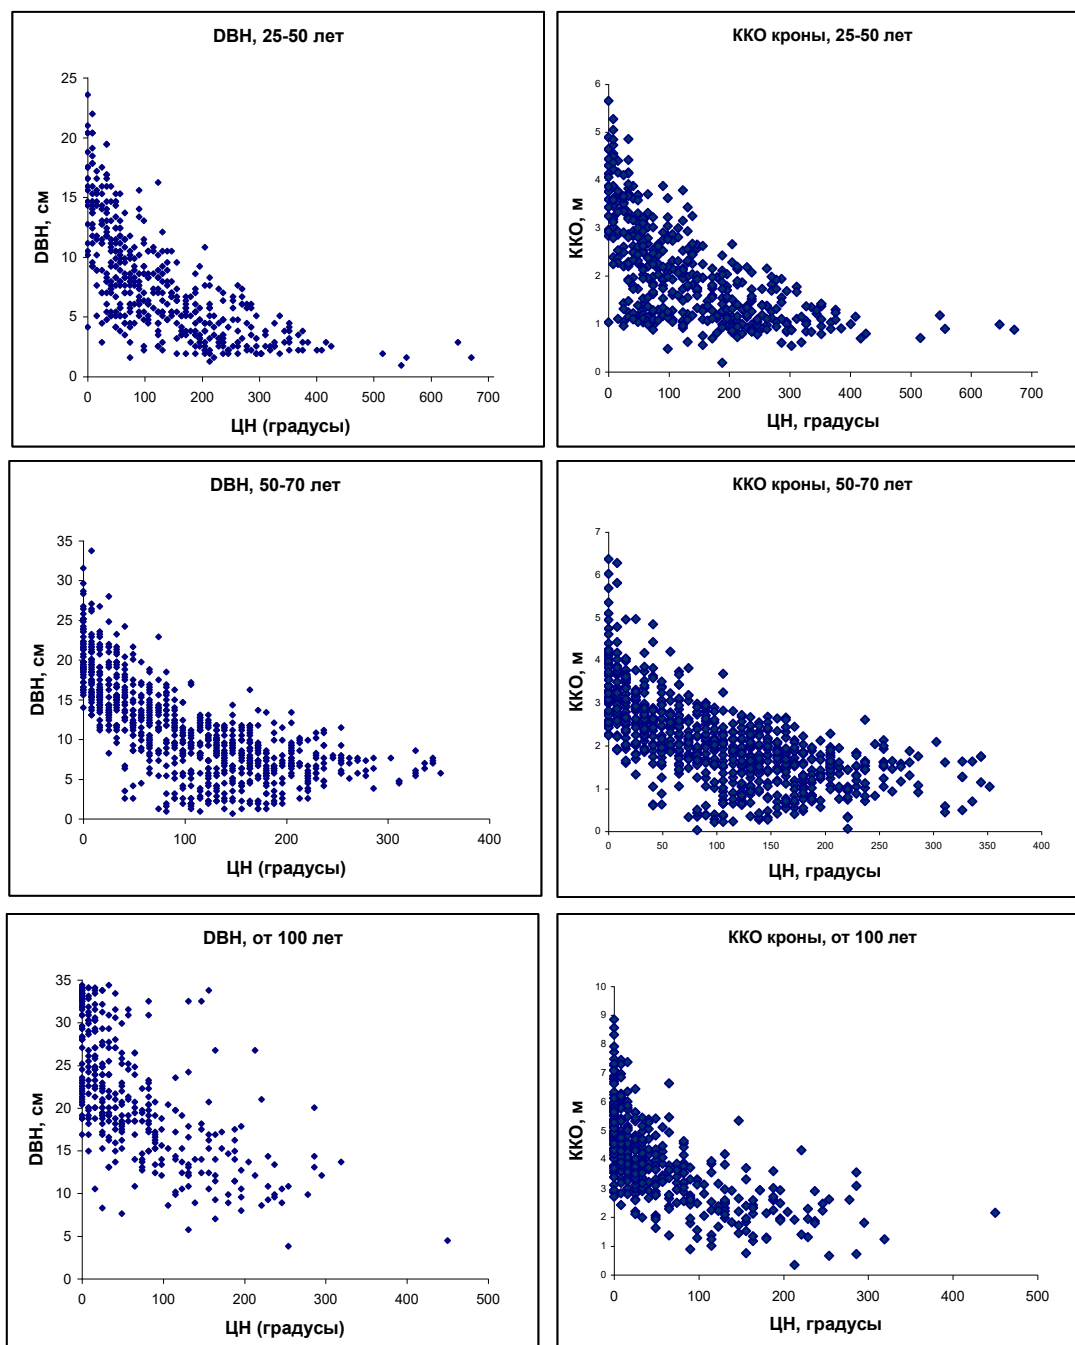 DBH, 25-50 лет
25
20
15
10
5
0
DBH, см
0 100 200 300 400 500 600 700
ЦН (градусы)
ККО кроны, 25-50 лет
6
5
4
3
2
1
0
ККО, м
0 100 200 300 400 500 600 700
ЦН, градусы
DBH, 50-70 лет
35
30
25
20
15
10
5
0
DBH, см
0 100 200 300 400
ЦН (градусы)
ККО кроны, 50-70 лет
7
6
5
4
3
2
1
0
ККО, м
0 50 100 150 200 250 300 350 400
ЦН, градусы
DBH, от 100 лет
35
30
25
20
15
10
5
0
DBH, см
0 100 200 300 400 500
ЦН (градусы)
ККО кроны, от 100 лет
10
9
8
7
6
5
4
3
2
1
0
ККО, м
0 100 200 300 400 500
ЦН, градусы